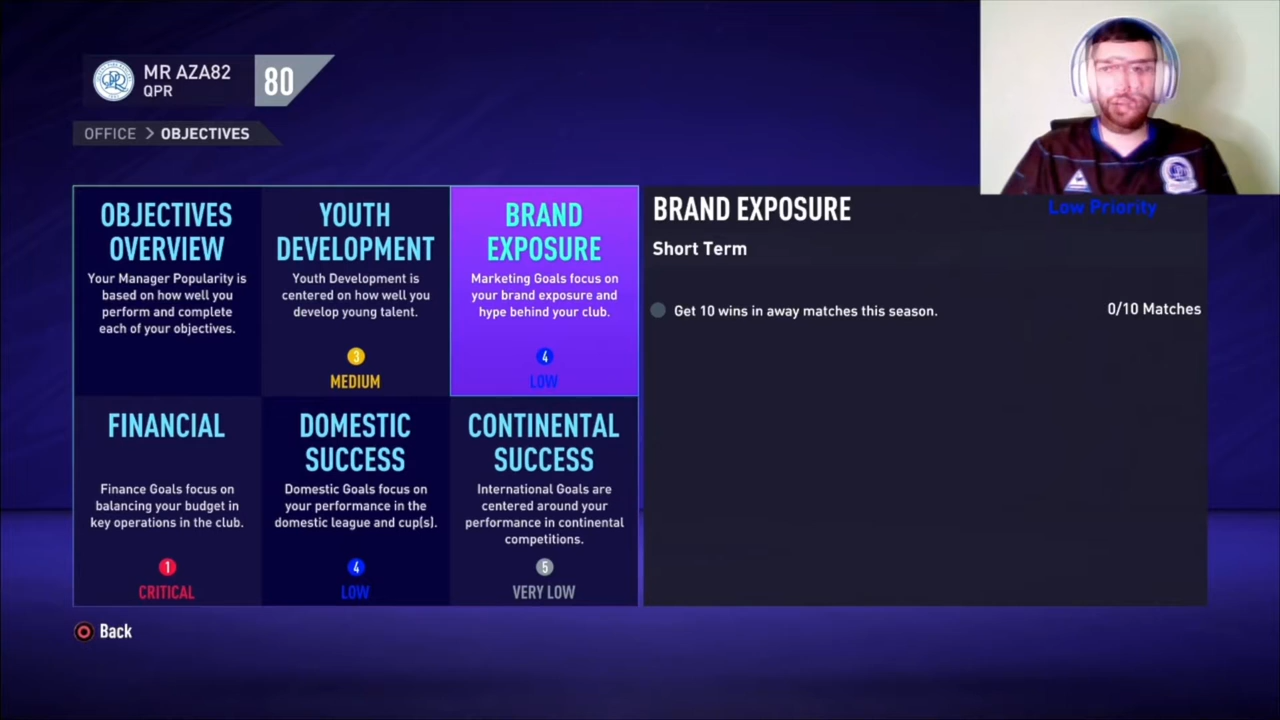 MR AZA82
QPR
80
OFFICE > OBJECTIVES
OBJECTIVES
OVERVIEW
Your Manager Popularity is
based on how well you
perform and complete
each of your objectives.
YOUTH
DEVELOPMENT
Youth Development is
centered on how well you
develop young talent.
3
MEDIUM
BRAND
EXPOSURE
Marketing Goals focus on
your brand exposure and
hype behind your club.
4
LOW
FINANCIAL
Finance Goals focus on
balancing your budget in
key operations in the club.
1
CRITICAL
DOMESTIC
SUCCESS
Domestic Goals focus on
your performance in the
domestic league and cup(s).
4
LOW
CONTINENTAL
SUCCESS
International Goals are
centered around your
performance in continental
competitions.
5
VERY LOW
BRAND EXPOSURE
Low Priority
Short Term
Get 10 wins in away matches this season. 0/10 Matches
Back